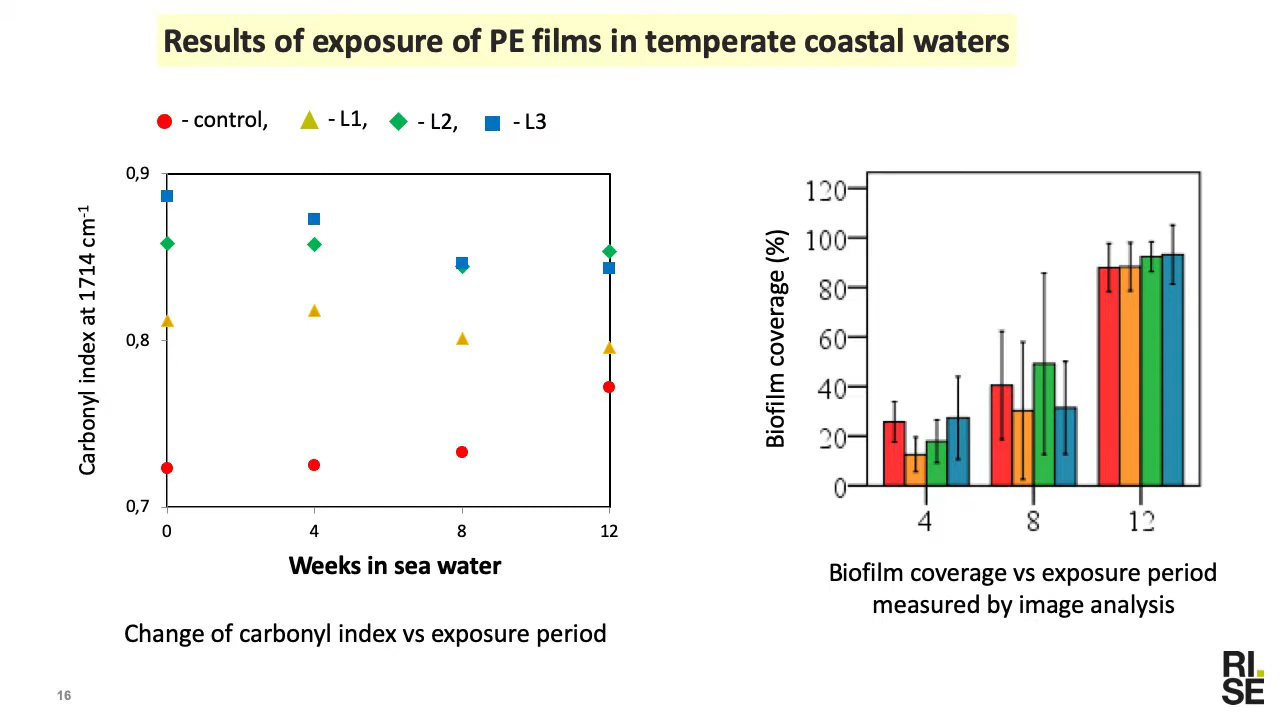 Results of exposure of PE films in temperate coastal waters
- control, - L1, - L2, - L3
0,9
0,8
0,7
Carbonyl index at 1714 cm-1
0 4 8 12
Weeks in sea water
Change of carbonyl index vs exposure period
120
100
80
60
40
20
0
Biofilm coverage (%)
4 8 12
Biofilm coverage vs exposure period
measured by image analysis
16
RI.
SE